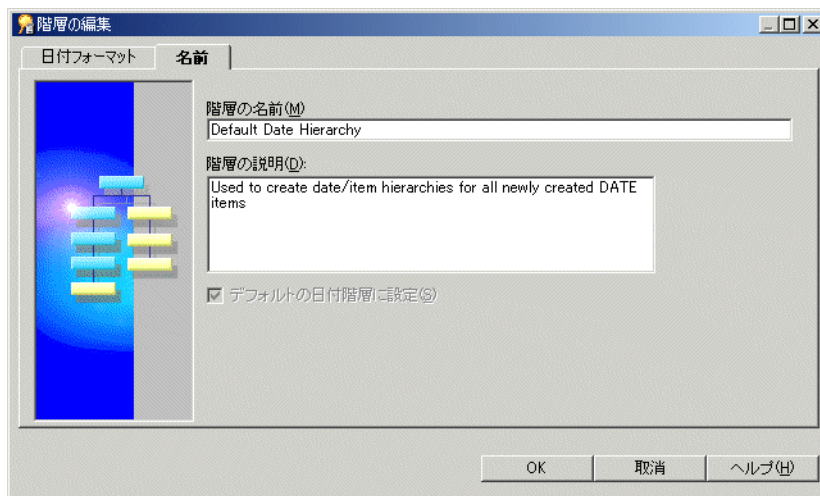 階層の編集
日付フォーマット
名前
階層の名前(M)
Default Date Hierarchy
階層の説明(D):
Used to create date/item hierarchies for all newly created DATE
items
デフォルトの日付階層に設定(S)
OK
取消
ヘルプ(H)